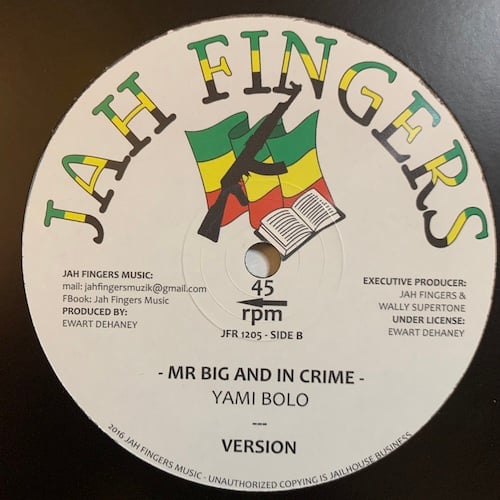 JAH FINGERS
JAH FINGERS MUSIC:
mail: jahfingersmuzik@gmail.com
FBook: Jah Fingers Music
PRODUCED BY:
EWART DEHANEY
45
rpm
JFR 1205 - SIDE B
EXECUTIVE PRODUCER:
JAH FINGERS &
WALLY SUPERTONE
UNDER LICENSE:
EWART DEHANEY
- MR BIG AND IN CRIME -
YAMI BOLO
---
VERSION
2016 JAH FINGERS MUSIC - UNAUTHORIZED COPYING IS JAILHOUSE BUSINESS